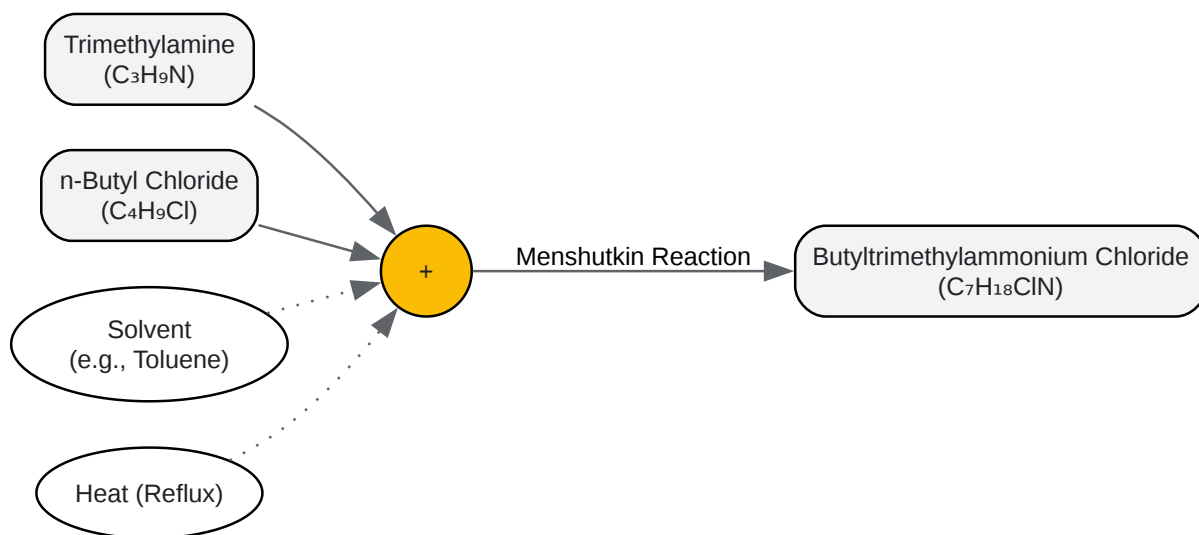 Trimethylamine
(C₃H₉N)
n-Butyl Chloride
(C₄H₉Cl)
Solvent
(e.g., Toluene)
Heat (Reflux)
+
Menshutkin Reaction
Butyltrimethylammonium Chloride
(C₇H₁₈ClN)